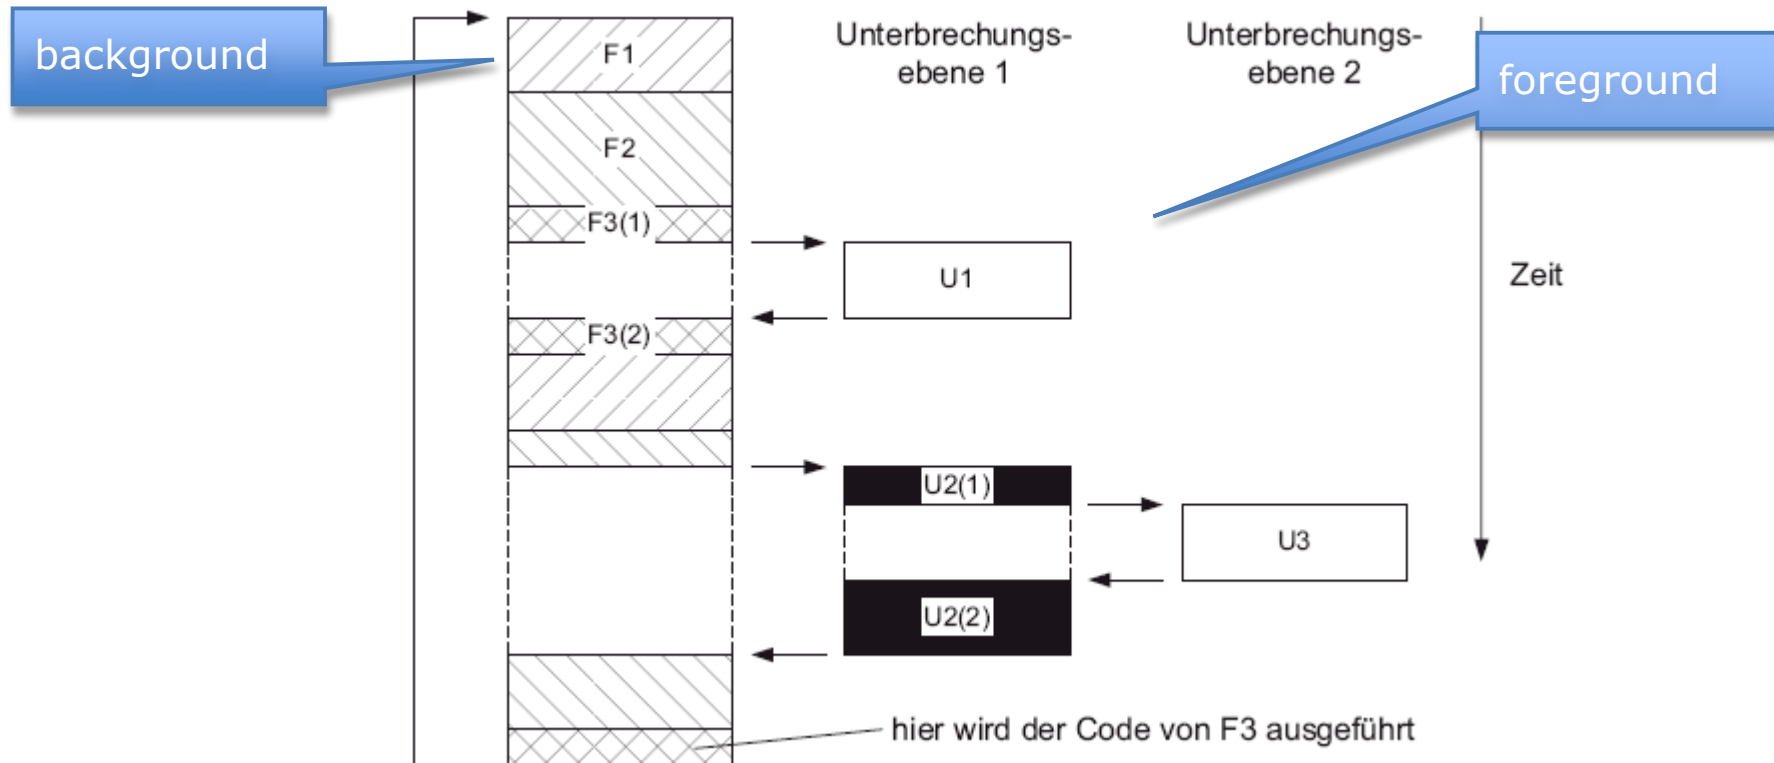 background
F1
Unterbrechungs-
ebene 1
Unterbrechungs-
ebene 2
foreground
F2
F3(1)
U1
Zeit
F3(2)
U2(1)
U3
U2(2)
hier wird der Code von F3 ausgeführt